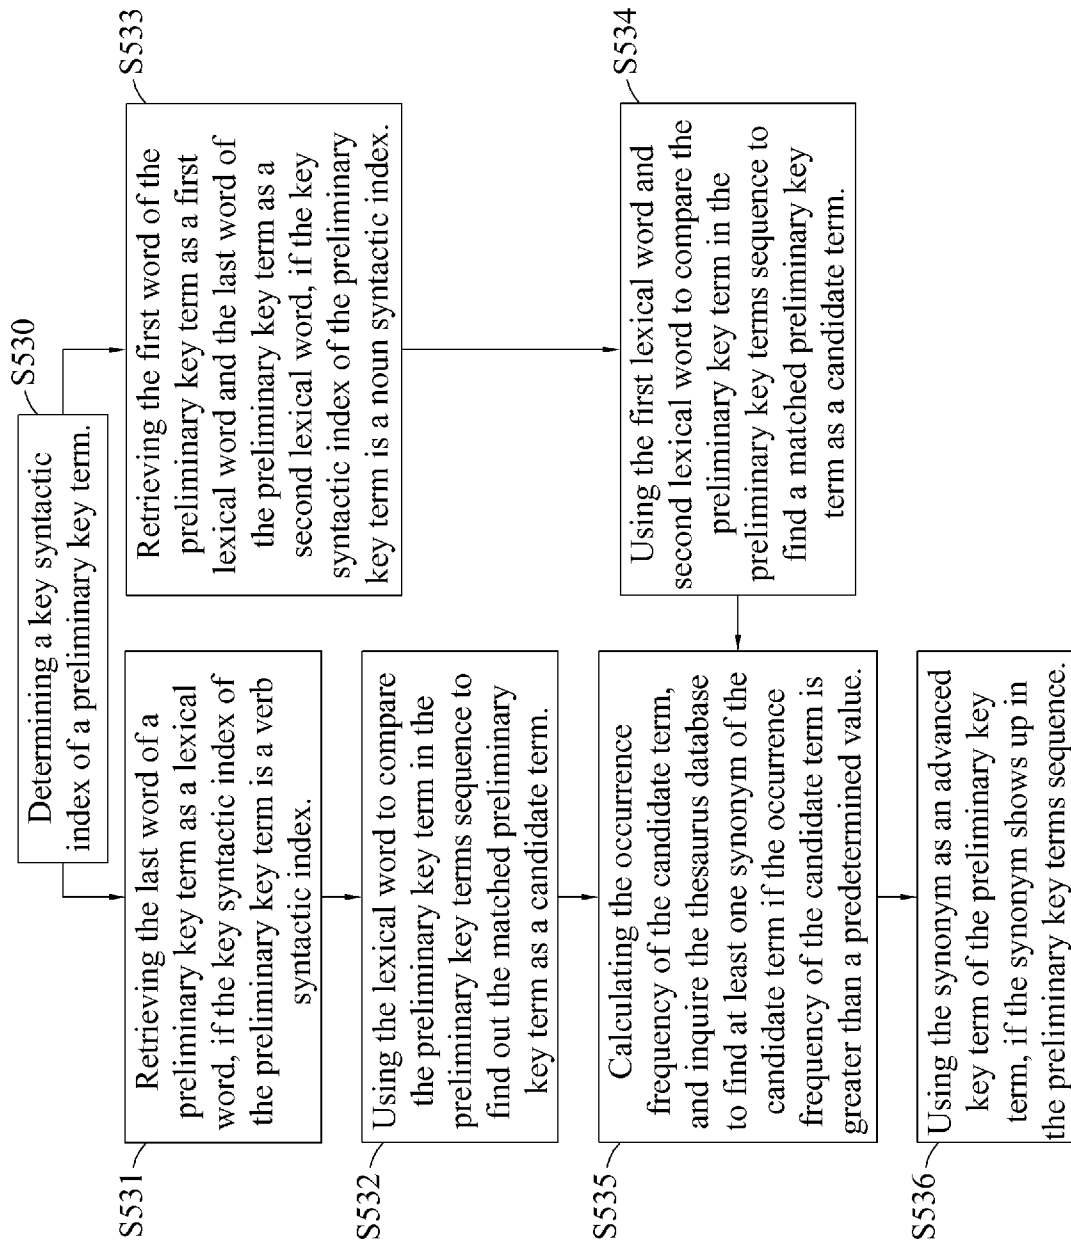 Determining a key syntactic
index of a preliminary key term.
S530
S531
Retrieving the last word of a
preliminary key term as a lexical
word, if the key syntactic index of
the preliminary key term is a verb
syntactic index.
S533
Retrieving the first word of the
preliminary key term as a first
lexical word and the last word of
the preliminary key term as a
second lexical word, if the key
syntactic index of the preliminary
key term is a noun syntactic index.
S532
Using the lexical word to compare
the preliminary key term in the
preliminary key terms sequence to
find out the matched preliminary
key term as a candidate term.
S534
Using the first lexical word and
second lexical word to compare the
preliminary key term in the
preliminary key terms sequence to
find a matched preliminary key
term as a candidate term.
S535
Calculating the occurrence
frequency of the candidate term,
and inquire the thesaurus database
to find at least one synonym of the
candidate term if the occurrence
frequency of the candidate term is
greater than a predetermined value.
S536
Using the synonym as an advanced
key term of the preliminary key
term, if the synonym shows up in
the preliminary key terms sequence.